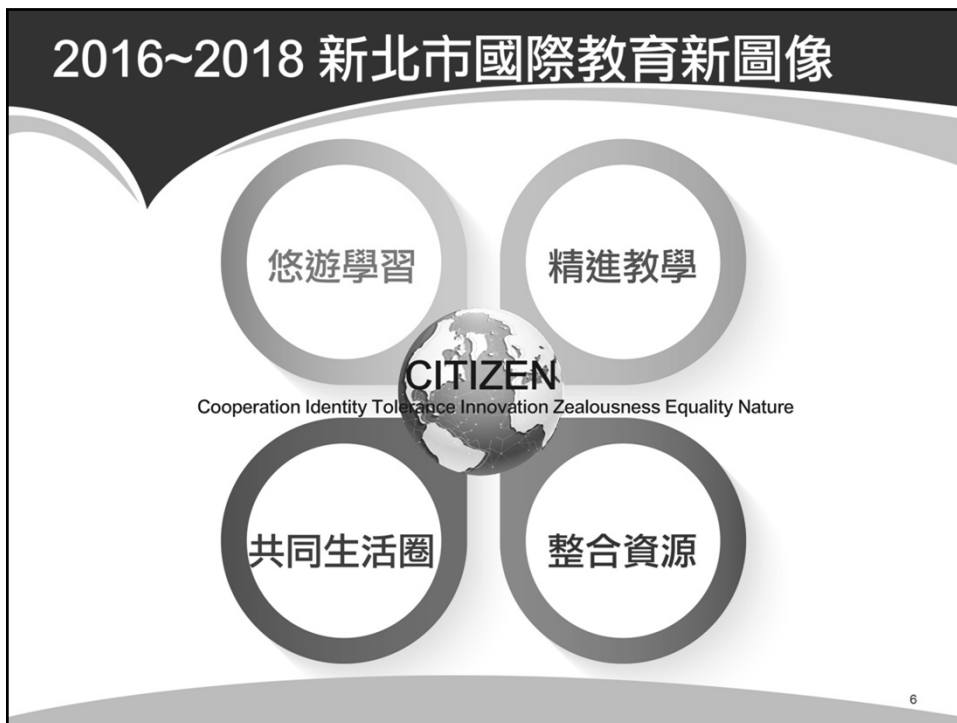 2016~2018 新北市國際教育新圖像
悠遊學習
精進教學
CITIZEN
Cooperation Identity Tolerance Innovation Zealousness Equality Nature
共同生活圈
整合資源
6